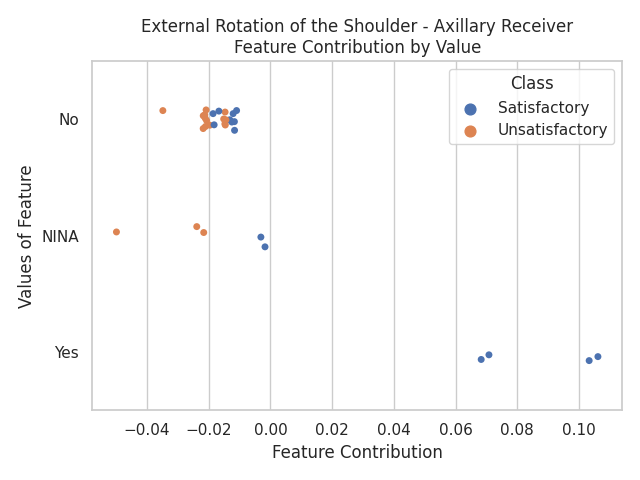 External Rotation of the Shoulder - Axillary Receiver
Feature Contribution by Value
Class
Satisfactory
Unsatisfactory
No
NINA
Yes
Values of Feature
−0.04 −0.02 0.00 0.02 0.04 0.06 0.08 0.10
Feature Contribution